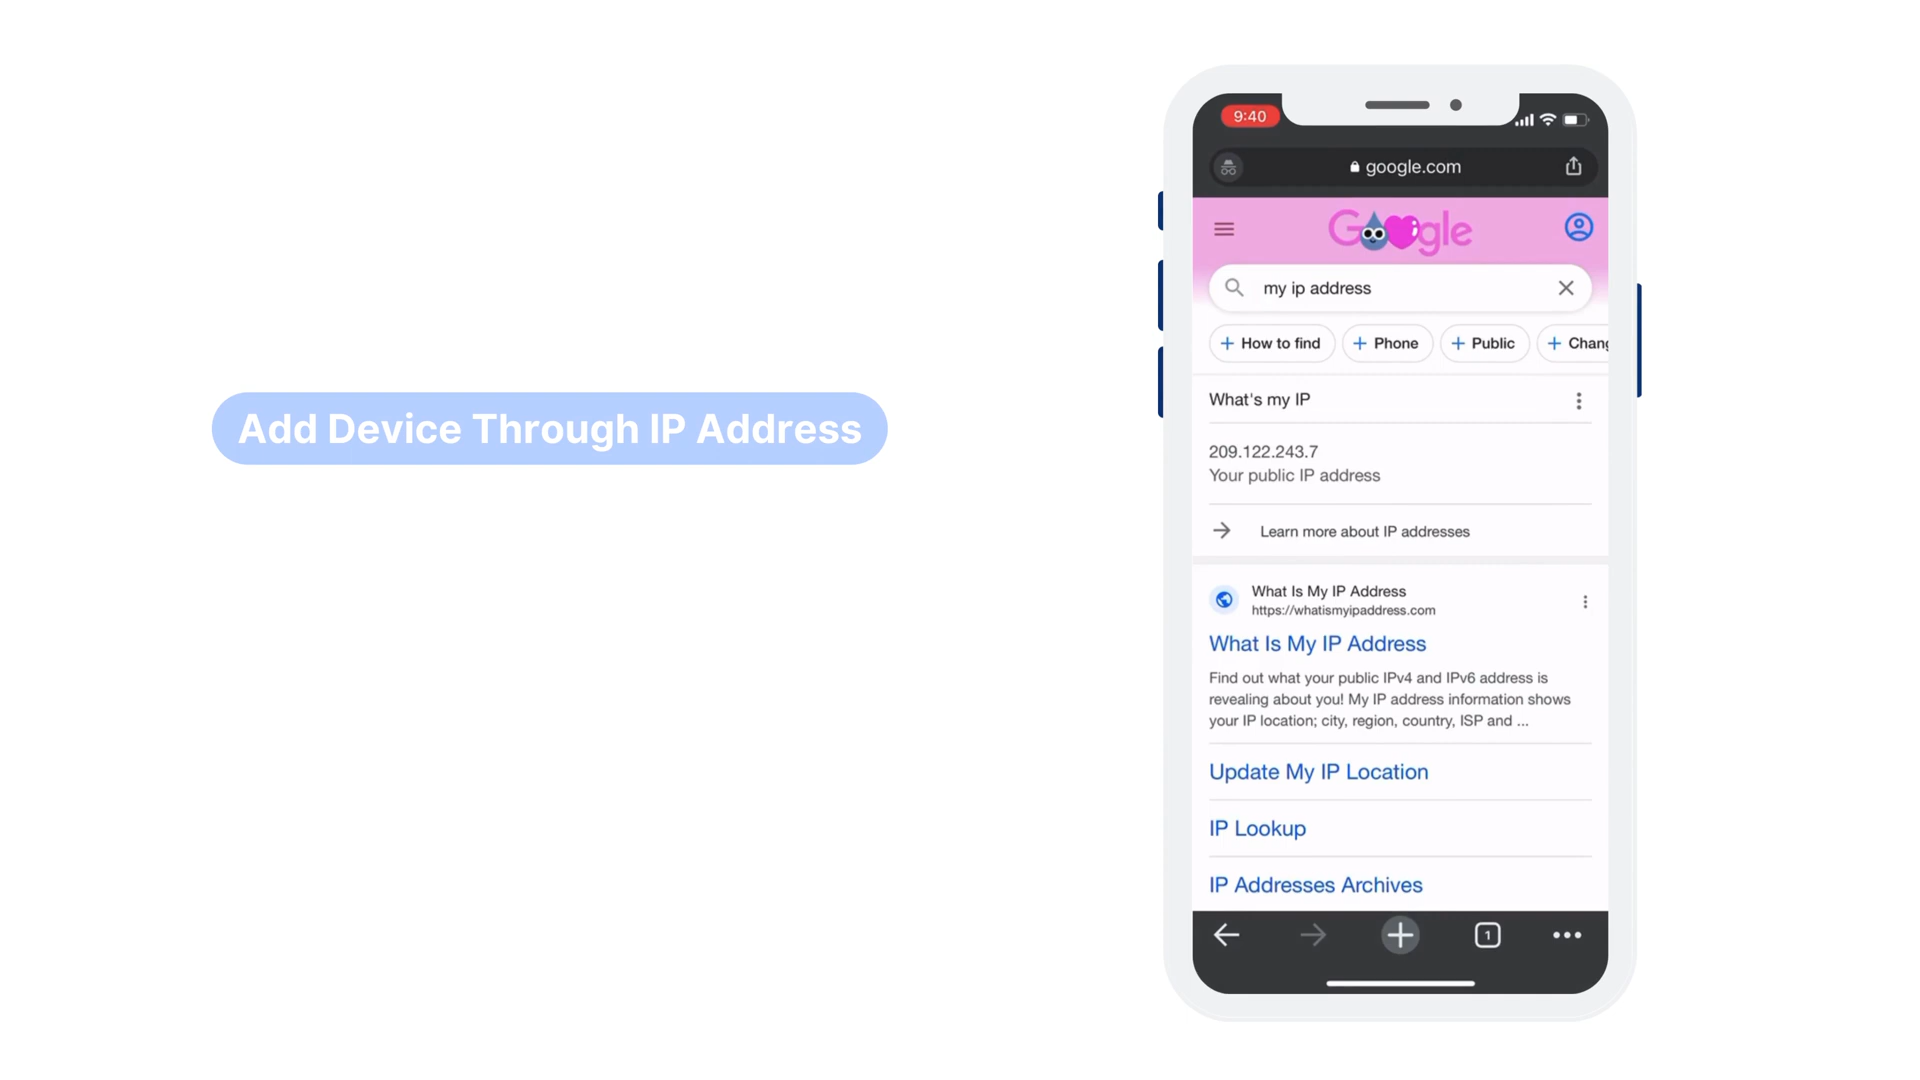 Add Device Through IP Address
9:40
google.com
Google
my ip address
+ How to find + Phone + Public + Chang
What's my IP
209.122.243.7
Your public IP address
Learn more about IP addresses
What Is My IP Address
https://whatismyipaddress.com
What Is My IP Address
Find out what your public IPv4 and IPv6 address is
revealing about you! My IP address information shows
your IP location; city, region, country, ISP and ...
Update My IP Location
IP Lookup
IP Addresses Archives
1